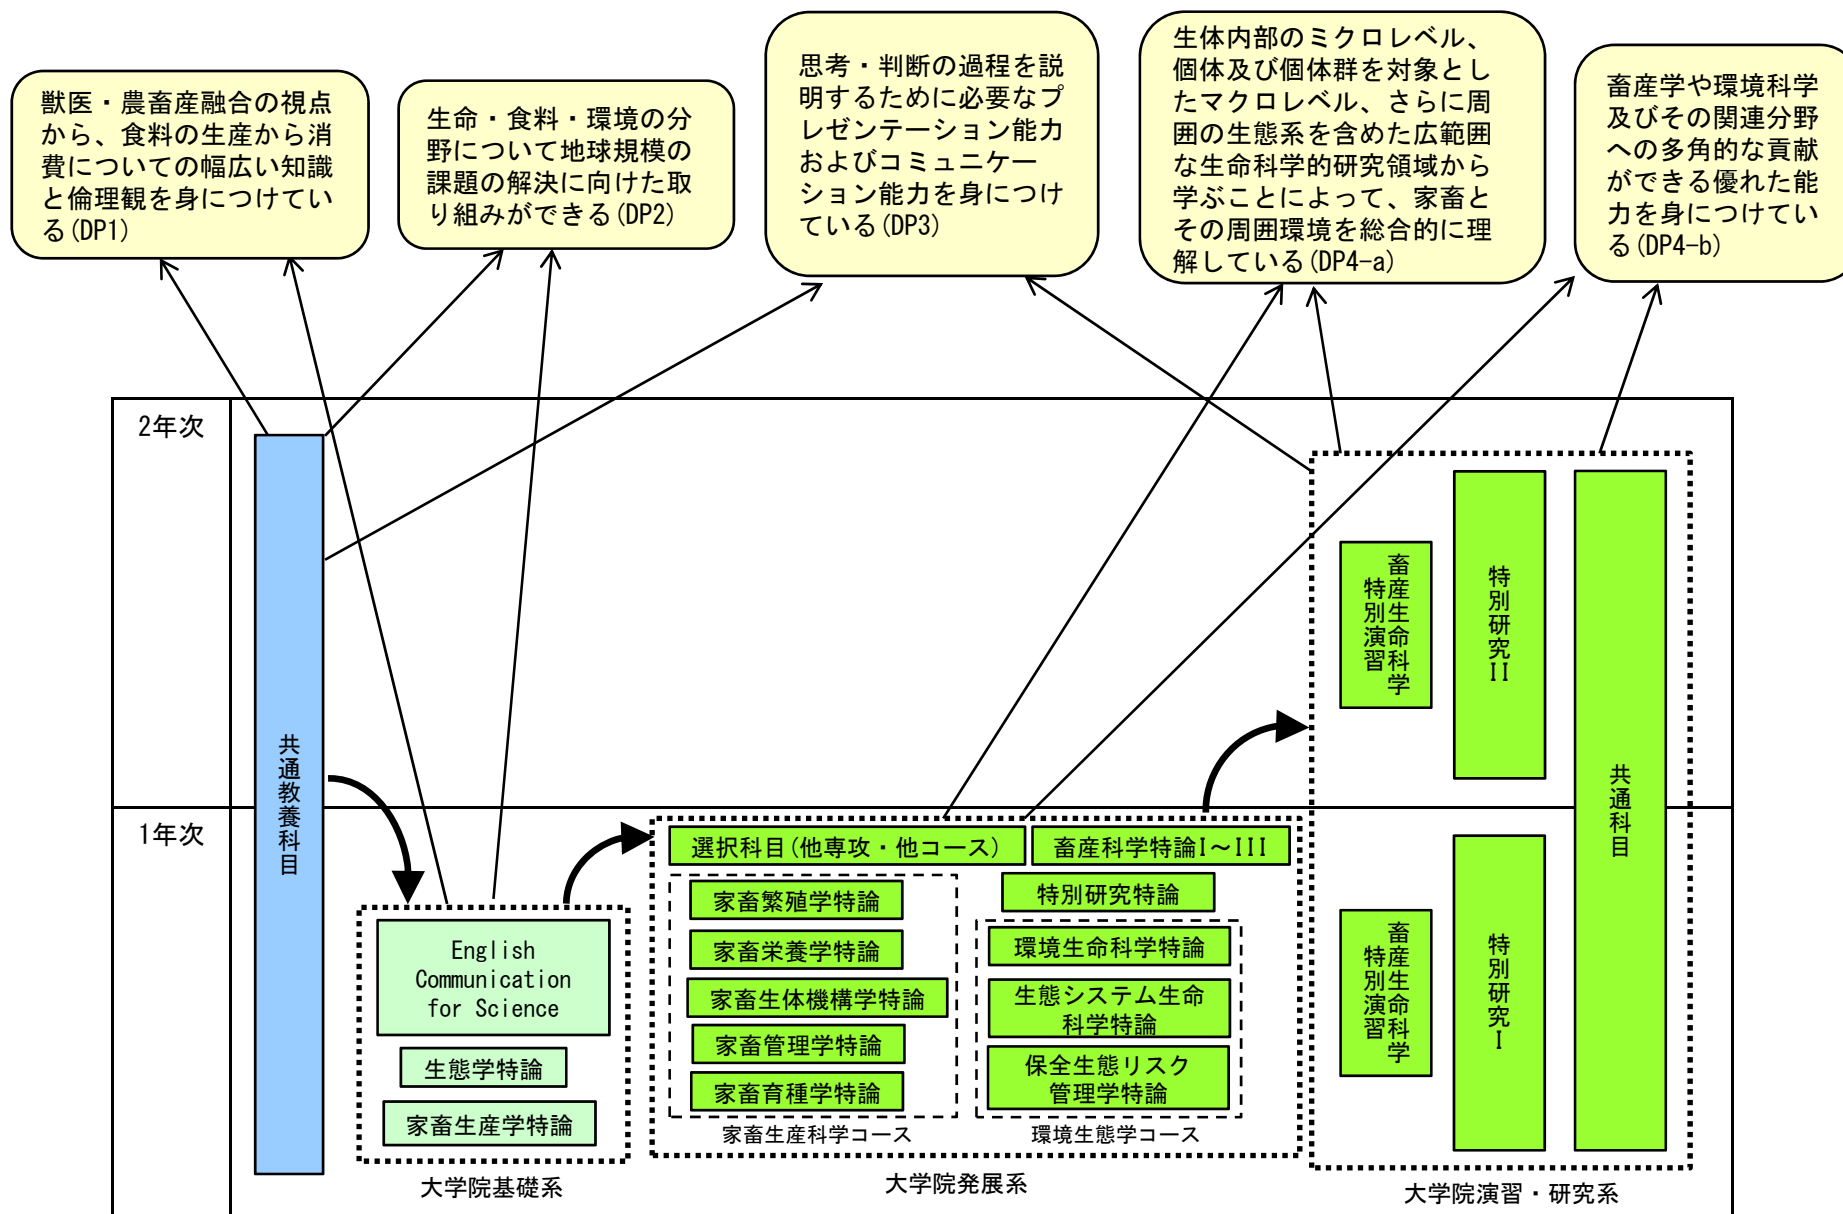 獣医・農畜産融合の視点
から、食料の生産から消
費についての幅広い知識
と倫理観を身につけてい
る(DP1)
生命・食料・環境の分
野について地球規模の
課題の解決に向けた取
り組みができる(DP2)
思考・判断の過程を説
明するために必要なプ
レゼンテーション能力
およびコミュニケー
ション能力を身につけ
ている(DP3)
生体内部のミクロレベル、
個体及び個体群を対象とし
たマクロレベル、さらに周
囲の生態系を含めた広範囲
な生命科学的研究領域から
学ぶことによって、家畜と
その周囲環境を総合的に理
解している(DP4-a)
畜産学や環境科学
及びその関連分野
への多角的な貢献
ができる優れた能
力を身につけてい
る(DP4-b)
2年次
1年次
共通教養科目
English
Communication
for Science
生態学特論
家畜生産学特論
大学院基礎系
選択科目(他専攻・他コース)
畜産科学特論I～III
特別研究特論
家畜繁殖学特論
家畜栄養学特論
家畜生体機構学特論
家畜管理学特論
家畜育種学特論
家畜生産科学コース
環境生命科学特論
生態システム生命
科学特論
保全生態リスク
管理学特論
環境生態学コース
大学院発展系
畜産生命科学
特別演習
特別研究II
共通科目
畜産生命科学
特別演習
特別研究I
大学院演習・研究系